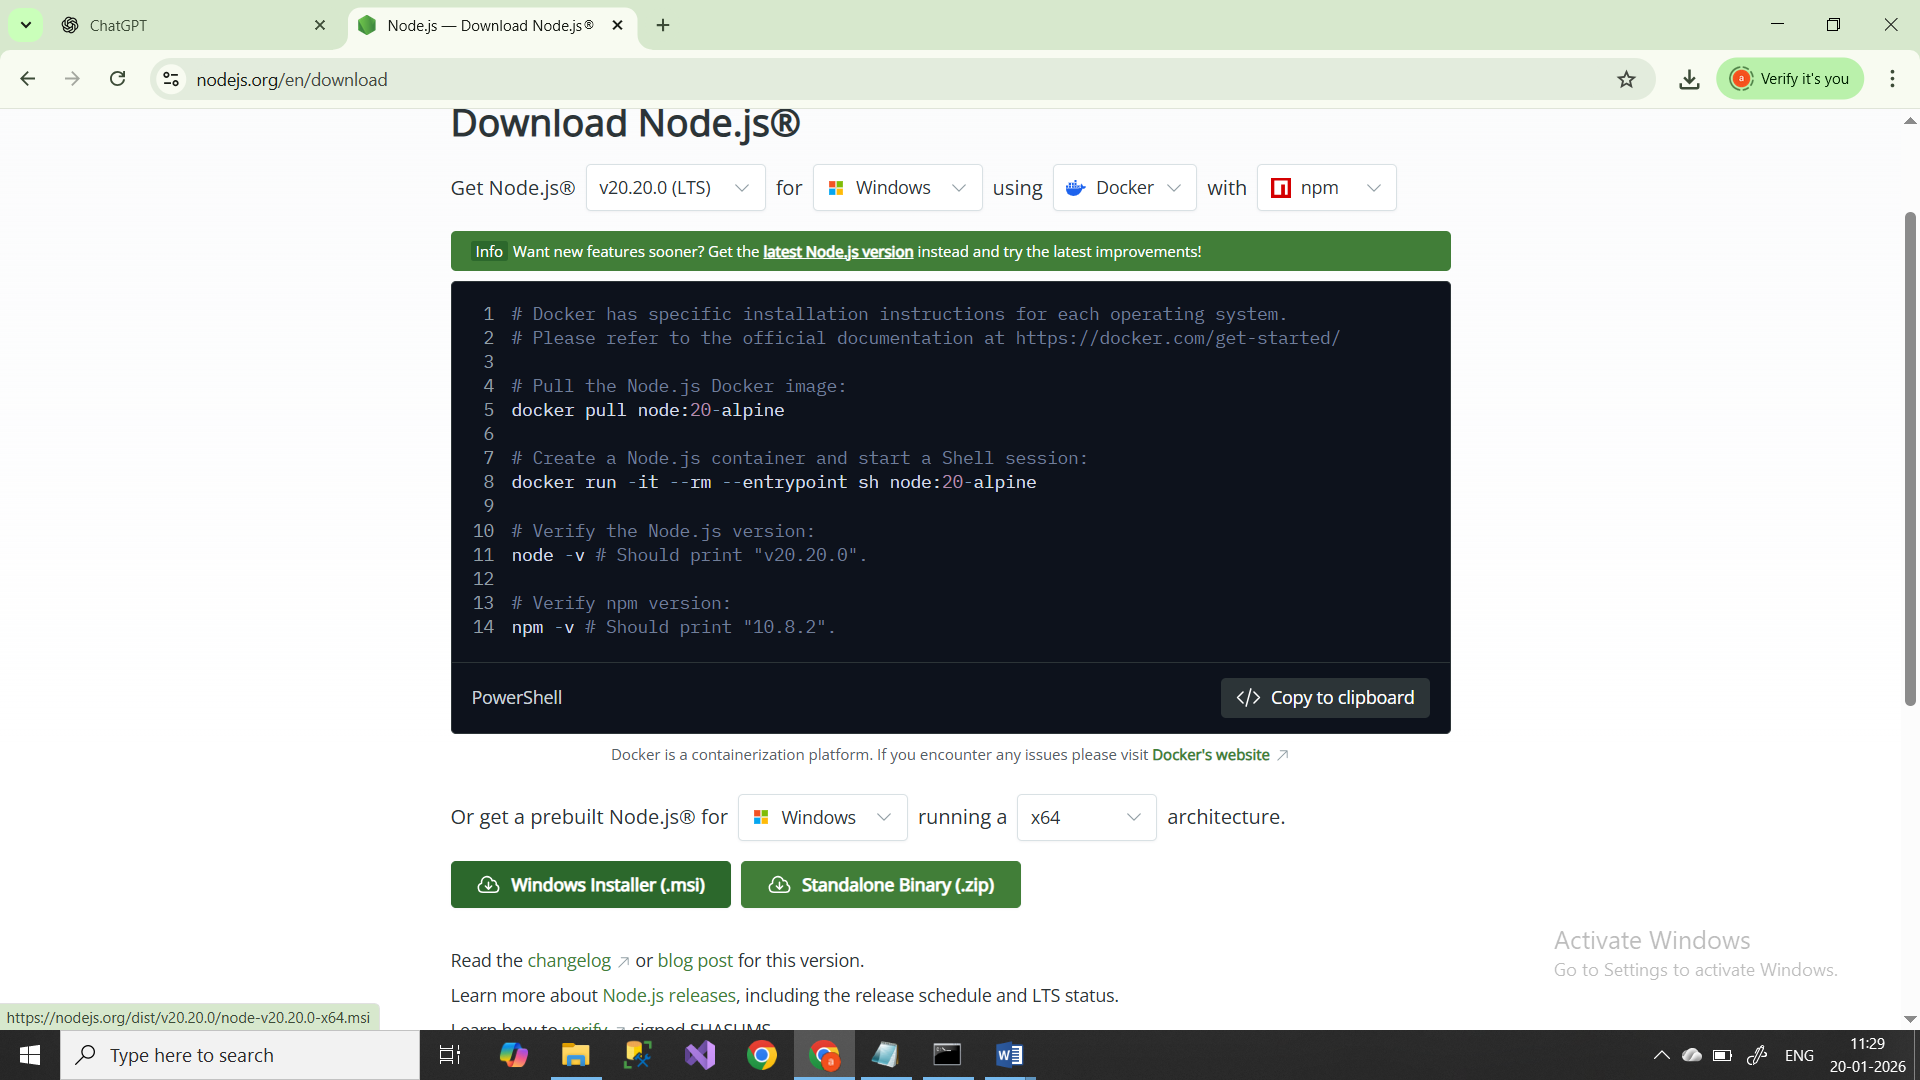 ChatGPT
Node.js — Download Node.js®
nodejs.org/en/download
a Verify it's you
Download Node.js®
Get Node.js® v20.20.0 (LTS) for Windows using Docker with npm
Info Want new features sooner? Get the latest Node.js version instead and try the latest improvements!
1 # Docker has specific installation instructions for each operating system.
2 # Please refer to the official documentation at https://docker.com/get-started/
3
4 # Pull the Node.js Docker image:
5 docker pull node:20-alpine
6
7 # Create a Node.js container and start a Shell session:
8 docker run -it --rm --entrypoint sh node:20-alpine
9
10 # Verify the Node.js version:
11 node -v # Should print "v20.20.0".
12
13 # Verify npm version:
14 npm -v # Should print "10.8.2".
PowerShell
</> Copy to clipboard
Docker is a containerization platform. If you encounter any issues please visit Docker's website
Or get a prebuilt Node.js® for Windows running a x64 architecture.
Windows Installer (.msi)
Standalone Binary (.zip)
Read the changelog or blog post for this version.
Learn more about Node.js releases, including the release schedule and LTS status.
Learn how to verify signed SHASUMS
Activate Windows
Go to Settings to activate Windows.
https://nodejs.org/dist/v20.20.0/node-v20.20.0-x64.msi
Type here to search
ENG
11:29
20-01-2026